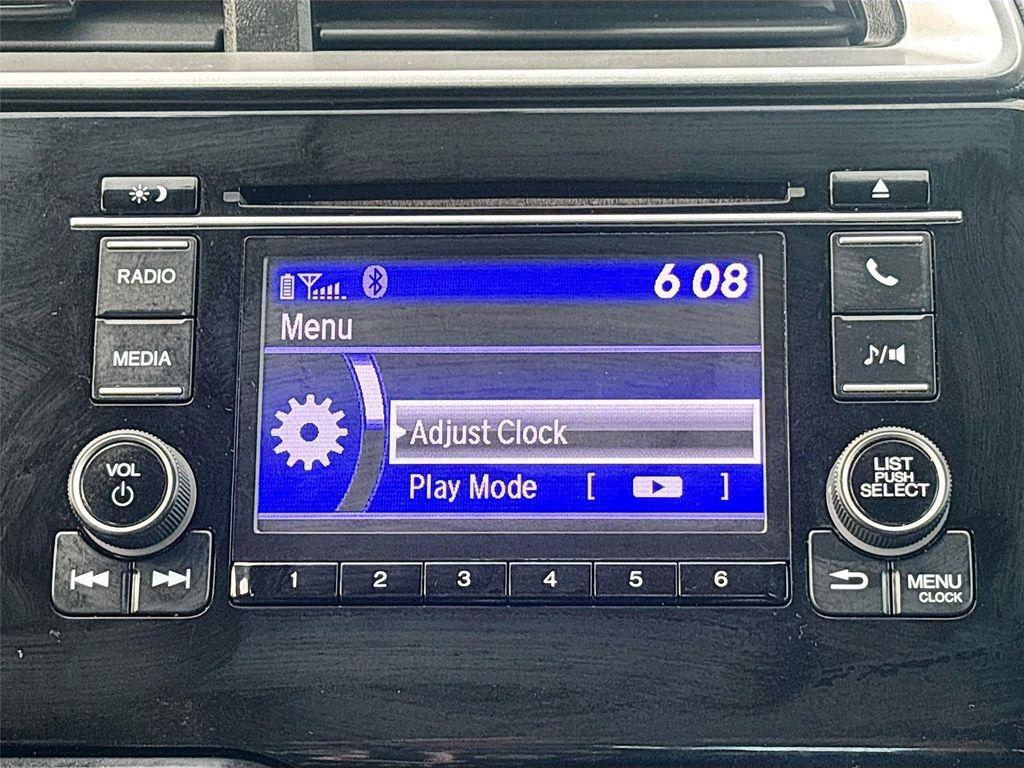 RADIO
MEDIA
6 08
Menu
Adjust Clock
Play Mode [ ]
VOL
LIST
PUSH
SELECT
1 2 3 4 5 6
MENU
CLOCK